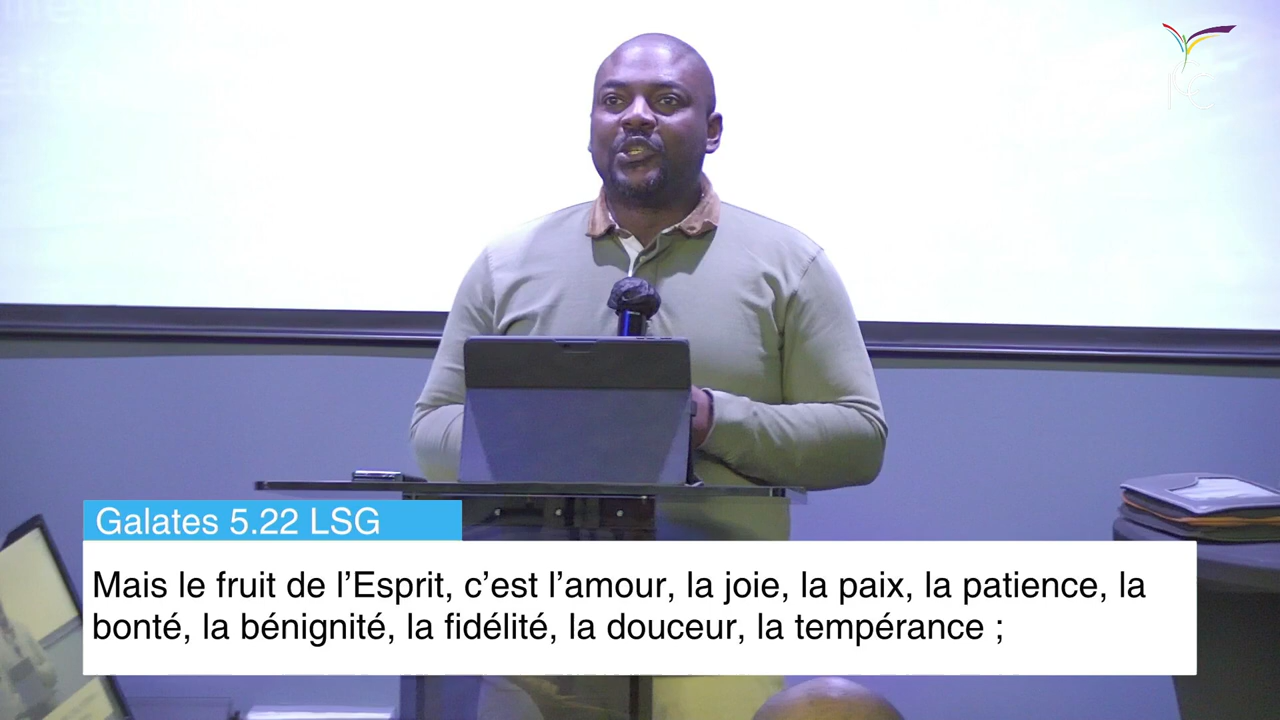 Galates 5.22 LSG
Mais le fruit de l’Esprit, c’est l’amour, la joie, la paix, la patience, la
bonté, la bénignité, la fidélité, la douceur, la tempérance ;